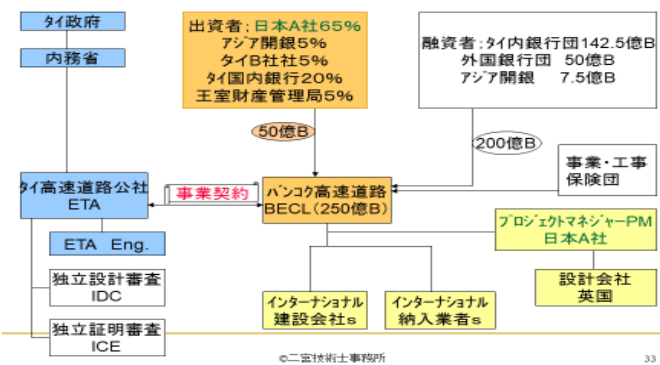 タイ政府
内務省
出資者；日本A社65%
アジア開銀5%
タイB社社5%
タイ国内銀行20%
王室財産管理局5%
融資者；タイ内銀行団142.5億B
外国銀行団 50億B
アジア開銀 7.5億B
50億B
200億B
事業・工事
保険団
タイ高速道路公社
ETA
事業契約
バンコク高速道路
BECL(250億B)
プロジェクトマネジャーPM
日本A社
ETA Eng.
独立設計審査
IDC
設計会社
英国
インターナショナル
建設会社s
インターナショナル
納入業者s
独立証明審査
ICE
©二宮技術士事務所
33